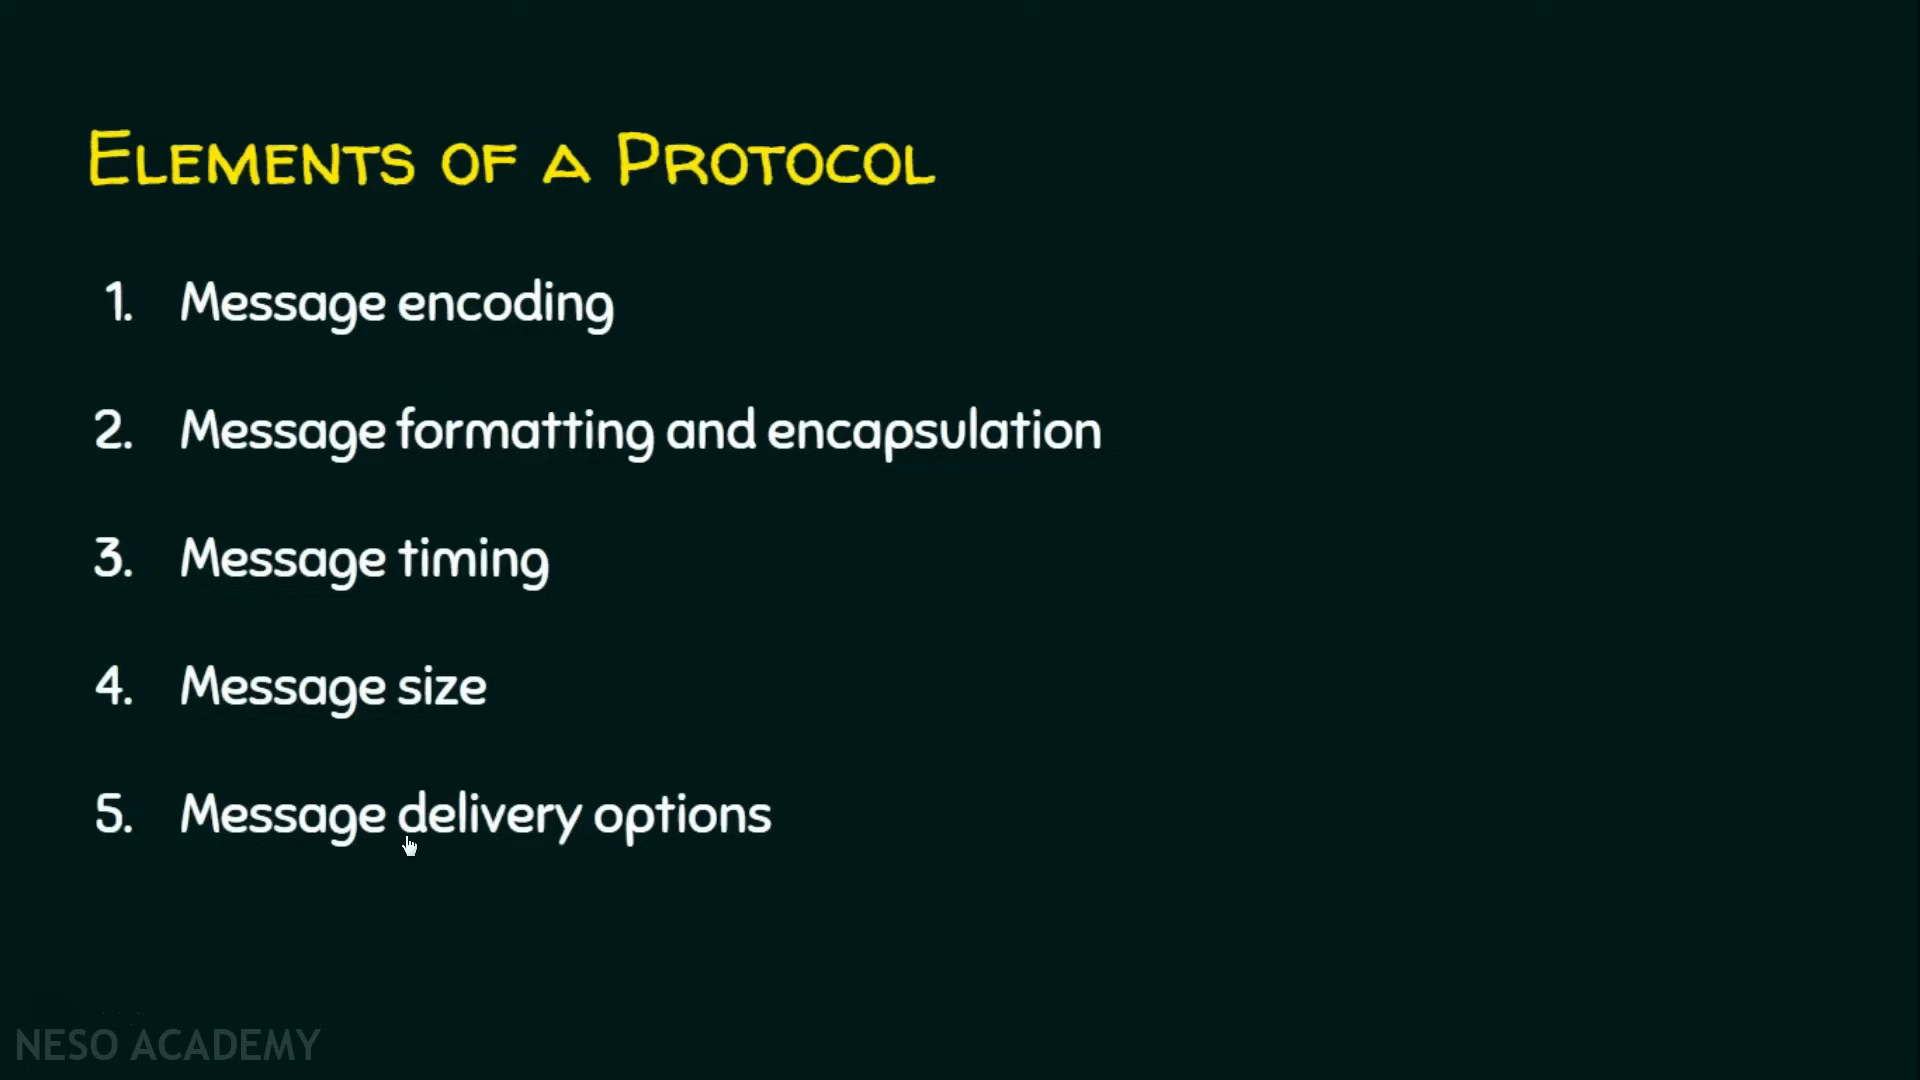 Elements of a Protocol
1. Message encoding
2. Message formatting and encapsulation
3. Message timing
4. Message size
5. Message delivery options
NESO ACADEMY